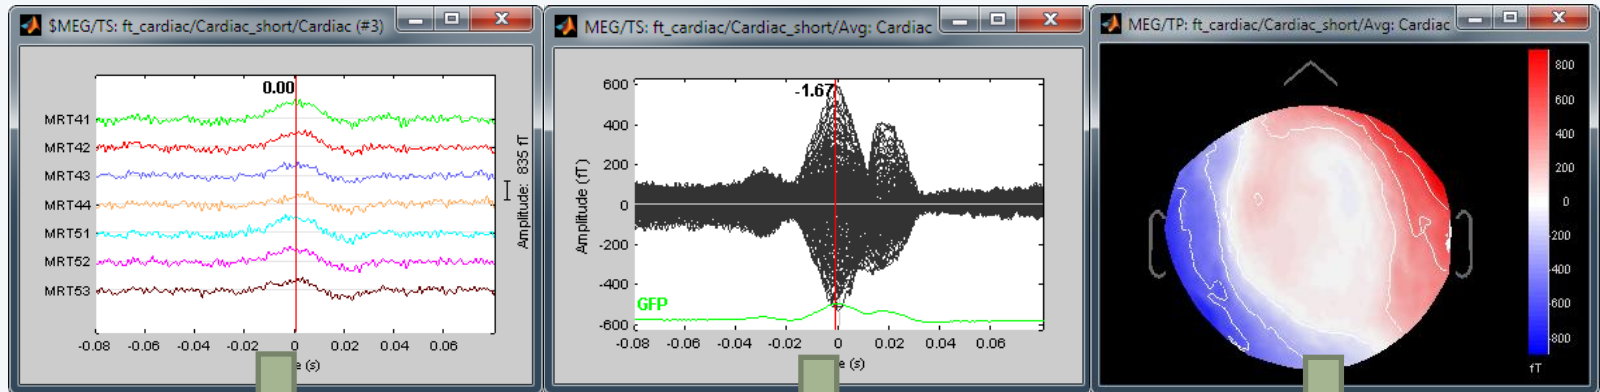 $MEG/TS: ft_cardiac/Cardiac_short/Cardiac (#3)
MRT41
MRT42
MRT43
MRT44
MRT51
MRT52
MRT53
0.00
Amplitude: 835 fT
-0.08 -0.06 -0.04 -0.02 0 0.02 0.04 0.06
e (s)
MEG/TS: ft_cardiac/Cardiac_short/Avg: Cardiac
600
400
200
0
-200
-400
-600
Amplitude (fT)
-1.67
GFP
-0.08 -0.06 -0.04 -0.02 0 0.02 0.04 0.06
e (s)
MEG/TP: ft_cardiac/Cardiac_short/Avg: Cardiac
800
600
400
200
0
-200
-400
-600
-800
fT